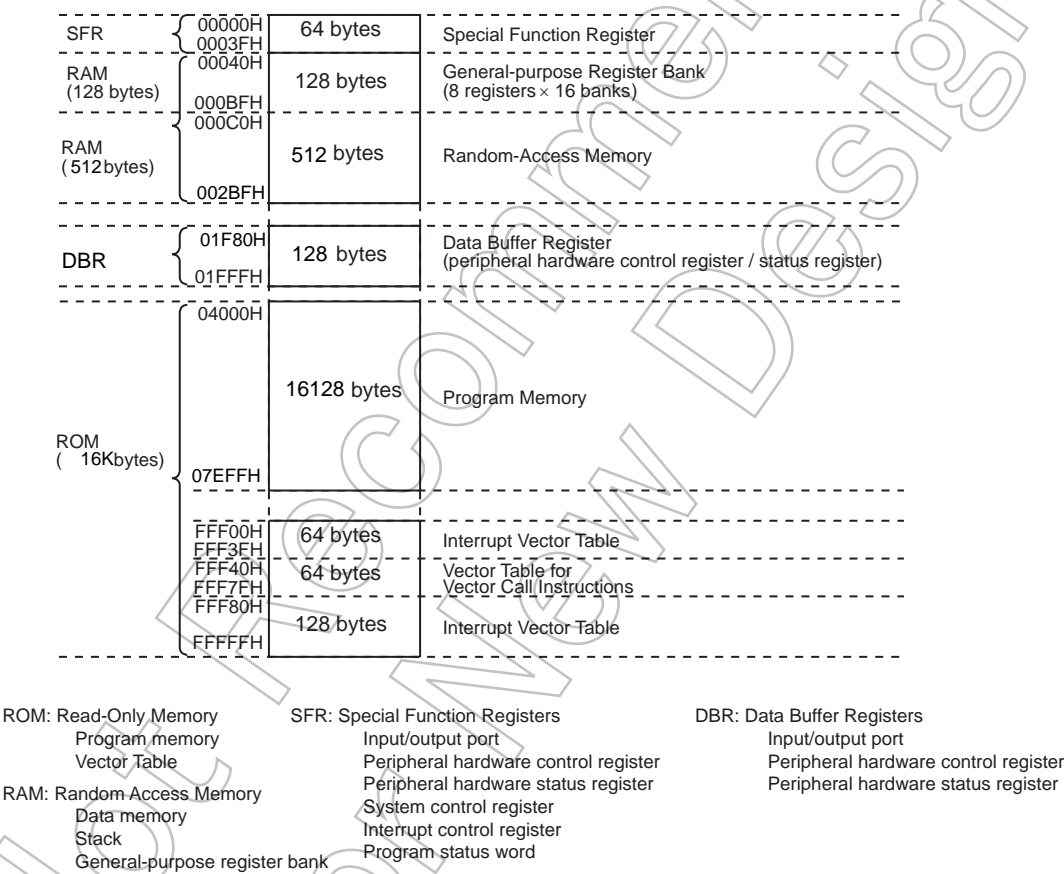 SFR 00000H 64 bytes Special Function Register
0003FH
RAM 00040H 128 bytes General-purpose Register Bank
(128 bytes) (8 registers × 16 banks)
000BFH
RAM 000C0H 512 bytes Random-Access Memory
( 512 bytes)
002BFH
DBR 01F80H 128 bytes Data Buffer Register
(peripheral hardware control register / status register)
01FFFH
04000H
16128 bytes Program Memory
ROM
( 16Kbytes)
07EFFH
FFF00H 64 bytes Interrupt Vector Table
FFF3FH
FFF40H 64 bytes Vector Table for
FFF7FH Vector Call Instructions
FFF80H 128 bytes Interrupt Vector Table
FFFFFH
ROM: Read-Only Memory
Program memory
Vector Table
RAM: Random Access Memory
Data memory
Stack
General-purpose register bank
SFR: Special Function Registers
Input/output port
Peripheral hardware control register
Peripheral hardware status register
System control register
Interrupt control register
Program status word
DBR: Data Buffer Registers
Input/output port
Peripheral hardware control register
Peripheral hardware status register